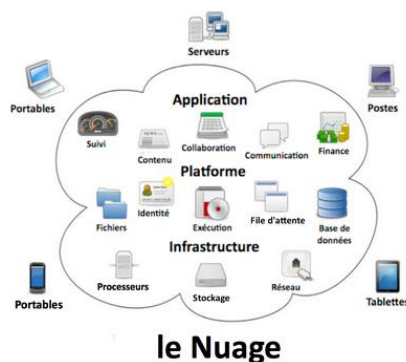 Serveurs
Portables
Postes
Application
Suivi
Contenu
Collaboration
Communication
Finance
Platforme
Fichiers
Identité
Exécution
File d'attente
Base de
données
Infrastructure
Processeurs
Stockage
Réseau
Portables
Tablettes
le Nuage